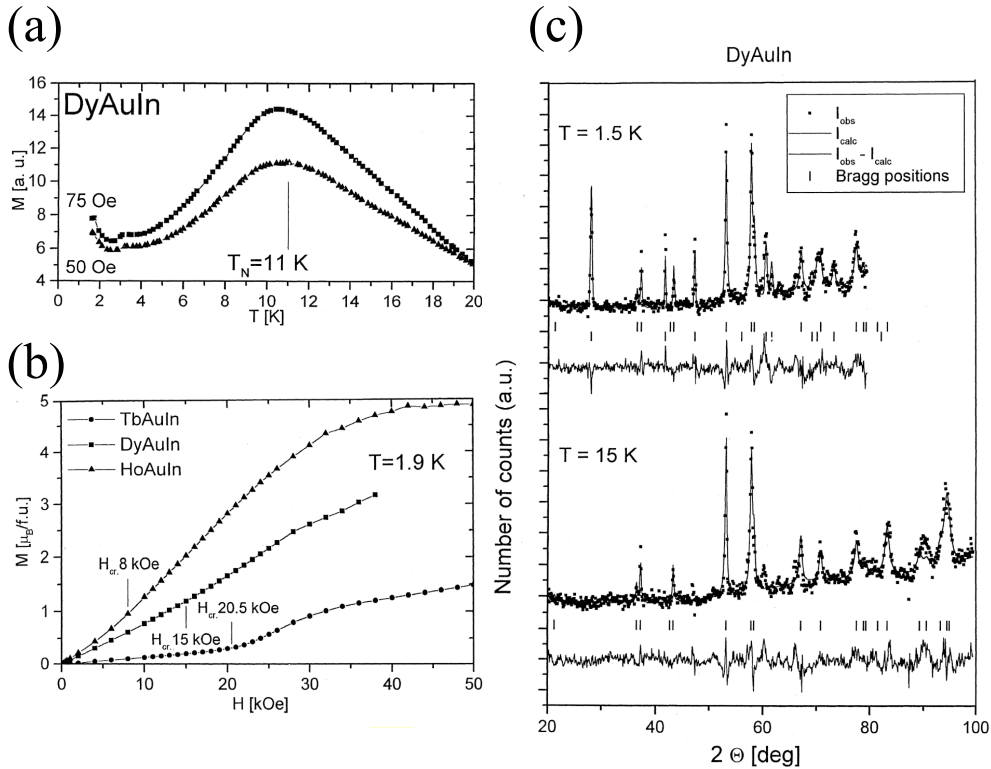 (a)
DyAuIn
M [a. u.]
16
14
12
10
8
6
4
75 Oe
50 Oe
T_N=11 K
0 2 4 6 8 10 12 14 16 18 20
T [K]
(b)
M [μ_B/f.u.]
5
4
3
2
1
0
TbAuIn
DyAuIn
HoAuIn
T=1.9 K
H_cr. 8 kOe
H_cr. 20.5 kOe
H_cr. 15 kOe
0 10 20 30 40 50
H [kOe]
(c)
DyAuIn
I_obs
I_calc
I_obs - I_calc
Bragg positions
T = 1.5 K
T = 15 K
Number of counts (a.u.)
20 40 60 80 100
2 Θ [deg]